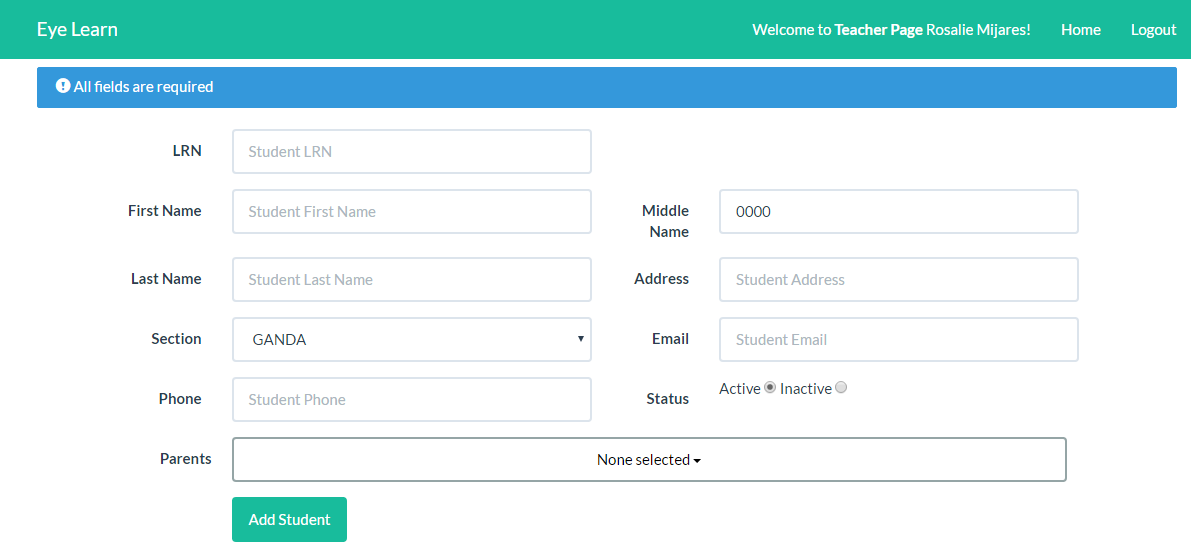 Eye Learn
Welcome to Teacher Page Rosalie Mijares! Home Logout
All fields are required
LRN Student LRN
First Name Student First Name Middle Name 0000
Last Name Student Last Name Address Student Address
Section GANDA Email Student Email
Phone Student Phone Status Active Inactive
Parents None selected
Add Student